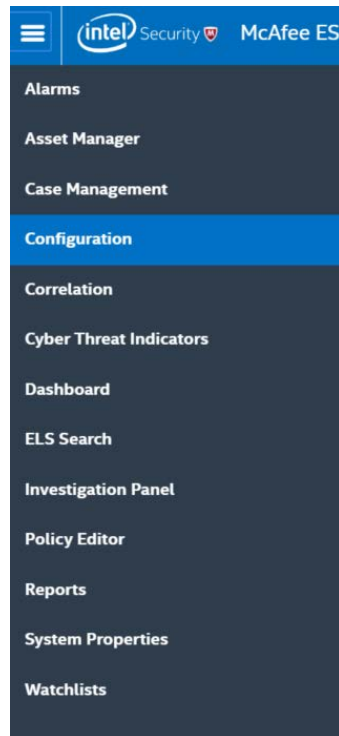 intel Security McAfee ES
Alarms
Asset Manager
Case Management
Configuration
Correlation
Cyber Threat Indicators
Dashboard
ELS Search
Investigation Panel
Policy Editor
Reports
System Properties
Watchlists